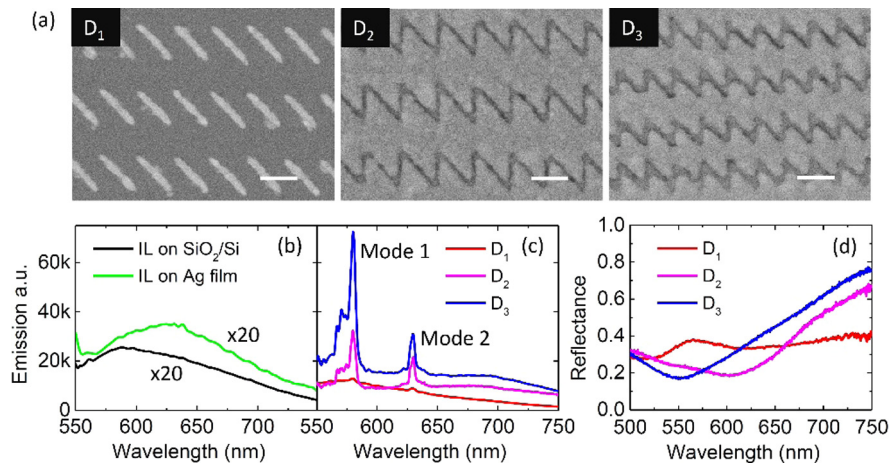 (a)
D₁
D₂
D₃
(b)
IL on SiO₂/Si
IL on Ag film
x20
x20
60k
40k
20k
0
Emission a.u.
550 600 650 700 750
Wavelength (nm)
(c)
Mode 1
Mode 2
D₁
D₂
D₃
550 600 650 700 750
Wavelength (nm)
(d)
D₁
D₂
D₃
1.0
0.8
0.6
0.4
0.2
0.0
Reflectance
500 550 600 650 700 750
Wavelength (nm)